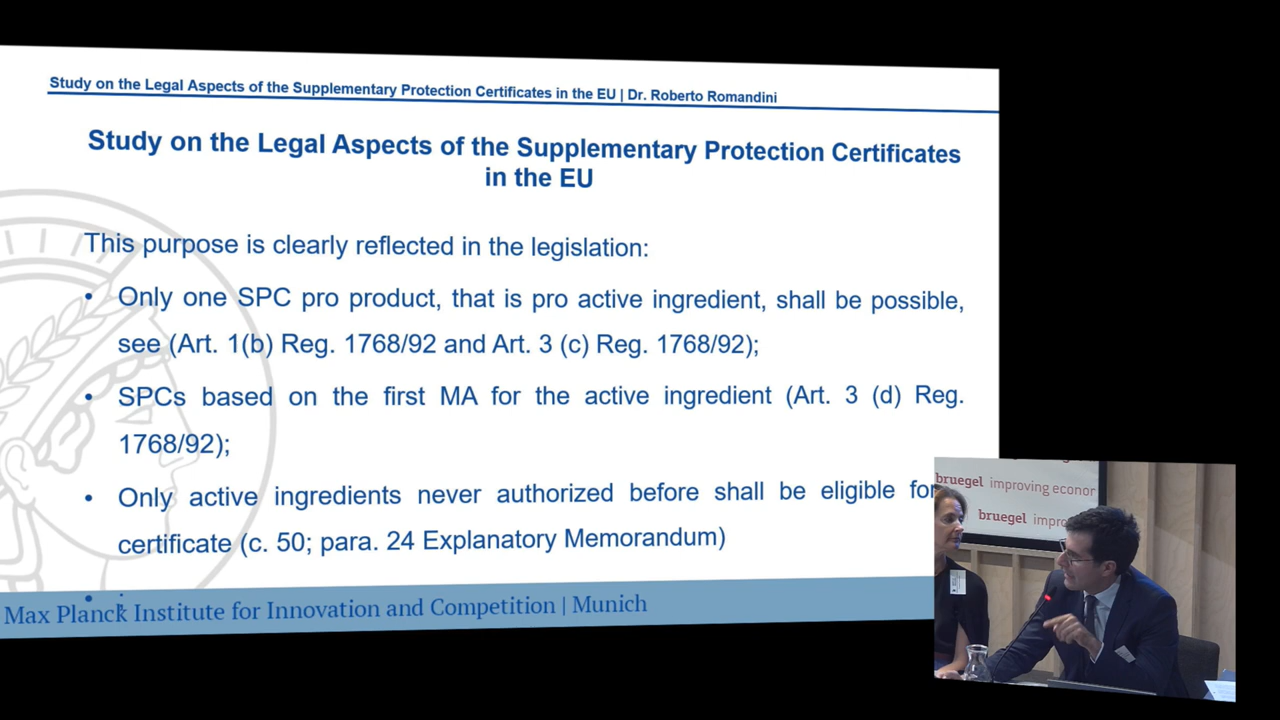 Study on the Legal Aspects of the Supplementary Protection Certificates in the EU | Dr. Roberto Romandini
Study on the Legal Aspects of the Supplementary Protection Certificates
in the EU
This purpose is clearly reflected in the legislation:
• Only one SPC pro product, that is pro active ingredient, shall be possible,
see (Art. 1(b) Reg. 1768/92 and Art. 3 (c) Reg. 1768/92);
• SPCs based on the first MA for the active ingredient (Art. 3 (d) Reg.
1768/92);
• Only active ingredients never authorized before shall be eligible for
certificate (c. 50; para. 24 Explanatory Memorandum)
Max Planck Institute for Innovation and Competition | Munich
bruegel improving econor
bruegel impro